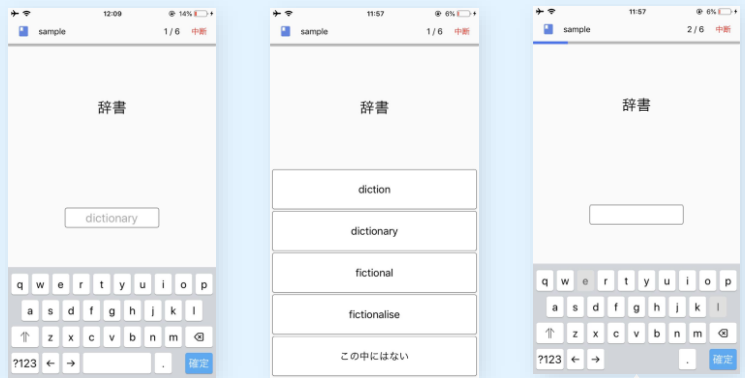 12:09 14%
sample 1 / 6 中断
辞書
dictionary
q w e r t y u i o p
a s d f g h j k l
z x c v b n m
?123 ← → . 確定
11:57 6%
sample 1 / 6 中断
辞書
diction
dictionary
fictional
fictionalise
この中にはない
11:57 6%
sample 2 / 6 中断
辞書
q w e r t y u i o p
a s d f g h j k l
z x c v b n m
?123 ← → . 確定